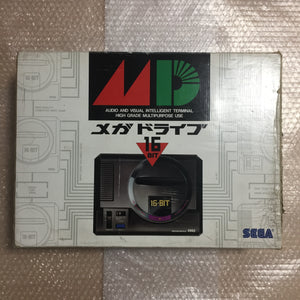 MD
AUDIO AND VISUAL INTELLIGENT TERMINAL
HIGH GRADE MULTIPURPOSE USE
メガドライブ
16
BIT
16-BIT
SEGA